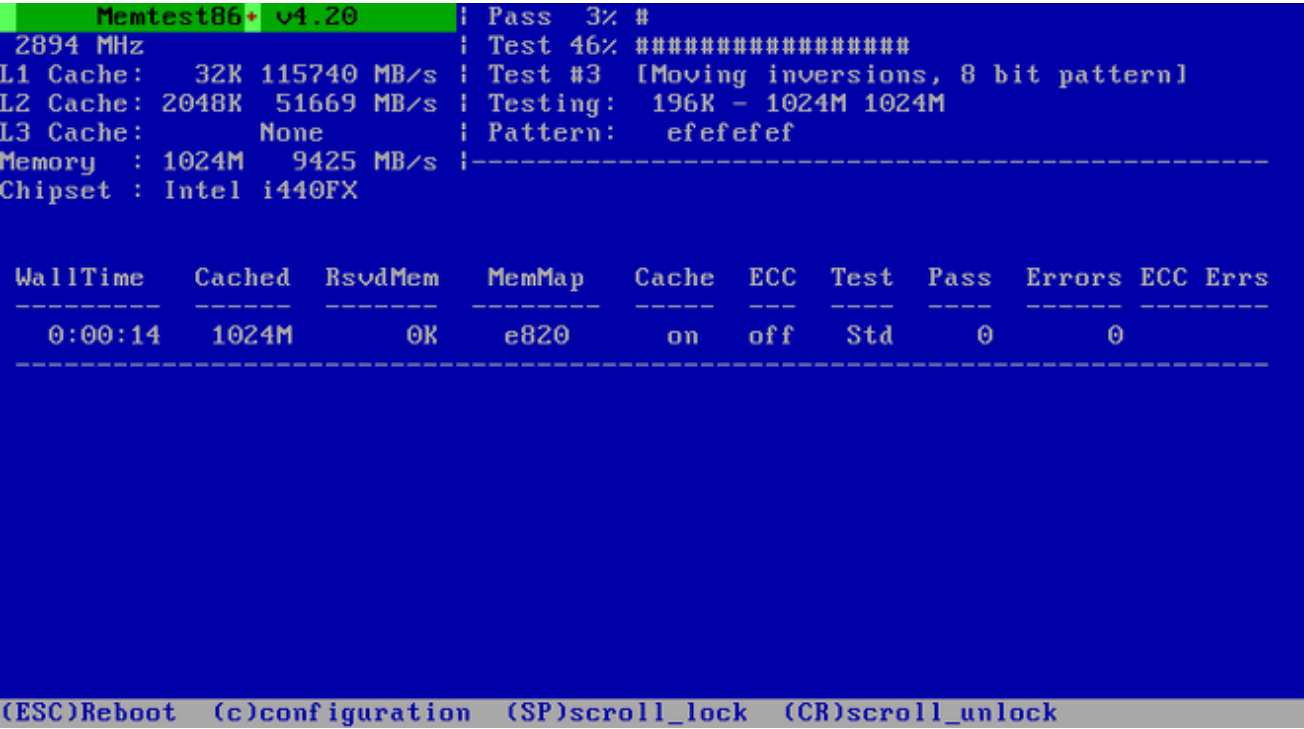 Memtest86+ v4.20 | Pass 3% #
2894 MHz | Test 46% #################
L1 Cache: 32K 115740 MB/s | Test #3 [Moving inversions, 8 bit pattern]
L2 Cache: 2048K 51669 MB/s | Testing: 196K - 1024M 1024M
L3 Cache: None | Pattern: efefefef
Memory : 1024M 9425 MB/s |-------------------------------------------------
Chipset : Intel i440FX
WallTime Cached RsvdMem MemMap Cache ECC Test Pass Errors ECC Errs
--------- ------ ------- -------- ----- --- ---- ---- ------ --------
0:00:14 1024M 0K e820 on off Std 0 0
-----------------------------------------------------------------------------
(ESC)Reboot (c)configuration (SP)scroll_lock (CR)scroll_unlock